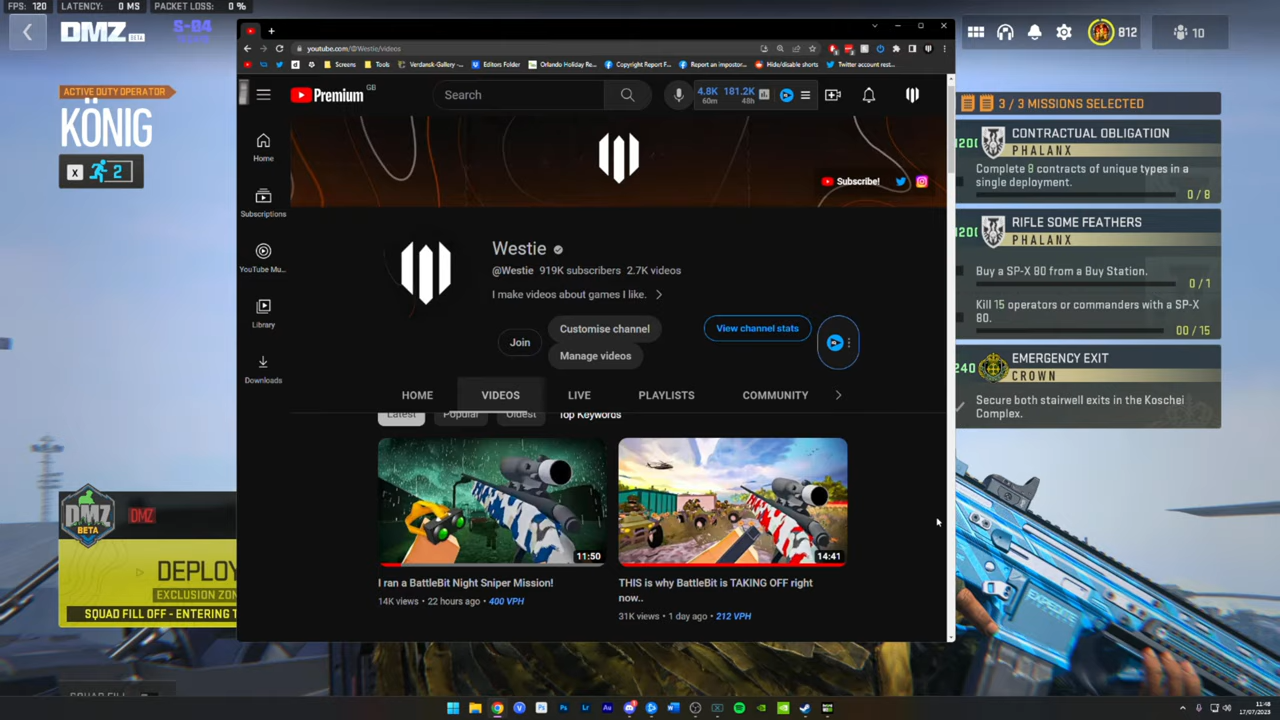 FPS: 120 LATENCY: 0 MS PACKET LOSS: 0 %
DMZ BETA
S-04
812
10
ACTIVE DUTY OPERATOR
KÖNIG
X 2
youtube.com/@Westie/videos
Screens Tools Verdansk-Gallery-... Editors Folder Orlando Holiday Re... Copyright Report F... Report an impostor... Hide/disable shorts Twitter account rest...
Premium GB
Search
4.8K 181.2K
60m 48h
Home
Subscriptions
YouTube Mu...
Library
Downloads
Subscribe!
Westie
@Westie 919K subscribers 2.7K videos
I make videos about games I like.
Join
Customise channel
Manage videos
View channel stats
HOME VIDEOS LIVE PLAYLISTS COMMUNITY
Latest Popular Oldest Top Keywords
11:50
I ran a BattleBit Night Sniper Mission!
14K views • 22 hours ago • 400 VPH
14:41
THIS is why BattleBit is TAKING OFF right
now..
31K views • 1 day ago • 212 VPH
3 / 3 MISSIONS SELECTED
CONTRACTUAL OBLIGATION
PHALANX
Complete 8 contracts of unique types in a
single deployment.
0 / 8
RIFLE SOME FEATHERS
PHALANX
Buy a SP-X 80 from a Buy Station.
0 / 1
Kill 15 operators or commanders with a SP-X
80.
00 / 15
EMERGENCY EXIT
CROWN
Secure both stairwell exits in the Koschei
Complex.
DMZ
BETA
DMZ
DEPLO
EXCLUSION ZON
SQUAD FILL OFF - ENTERING T
SQUAD FILL
11:48
17/07/2023